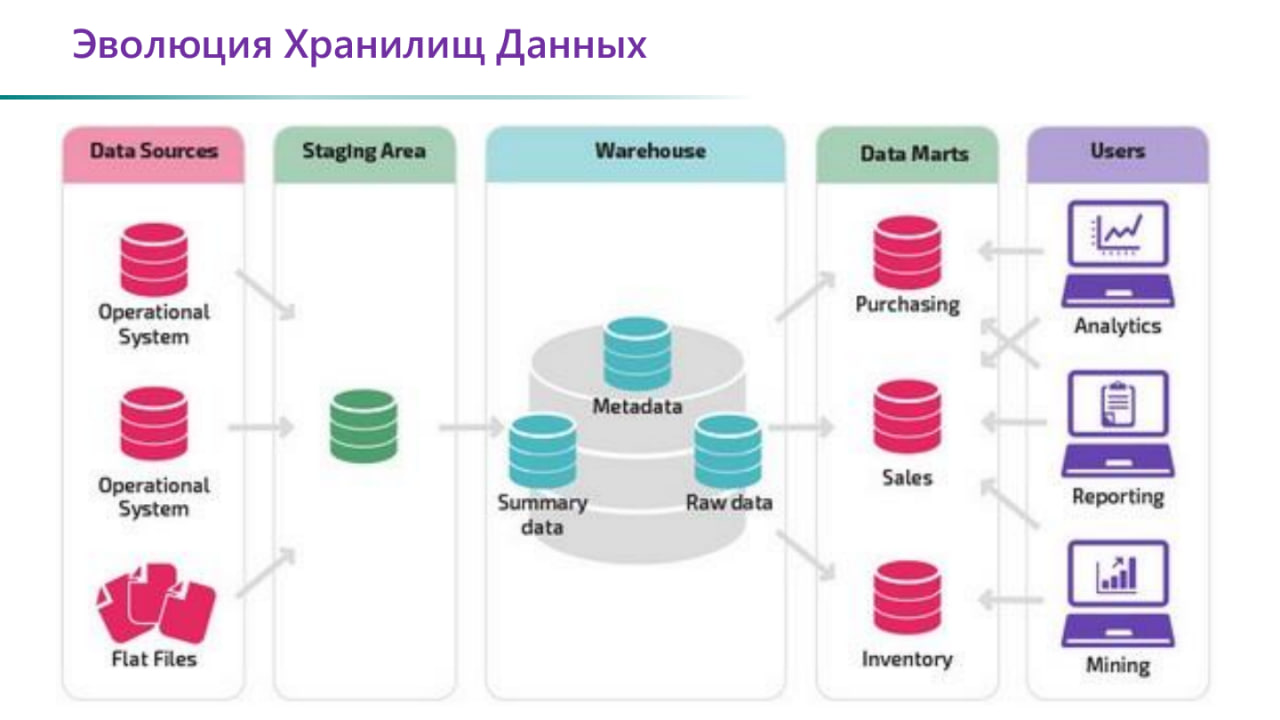 Эволюция Хранилищ Данных
Data Sources
Operational
System
Operational
System
Flat Files
Staging Area
Warehouse
Metadata
Summary
data
Raw data
Data Marts
Purchasing
Sales
Inventory
Users
Analytics
Reporting
Mining